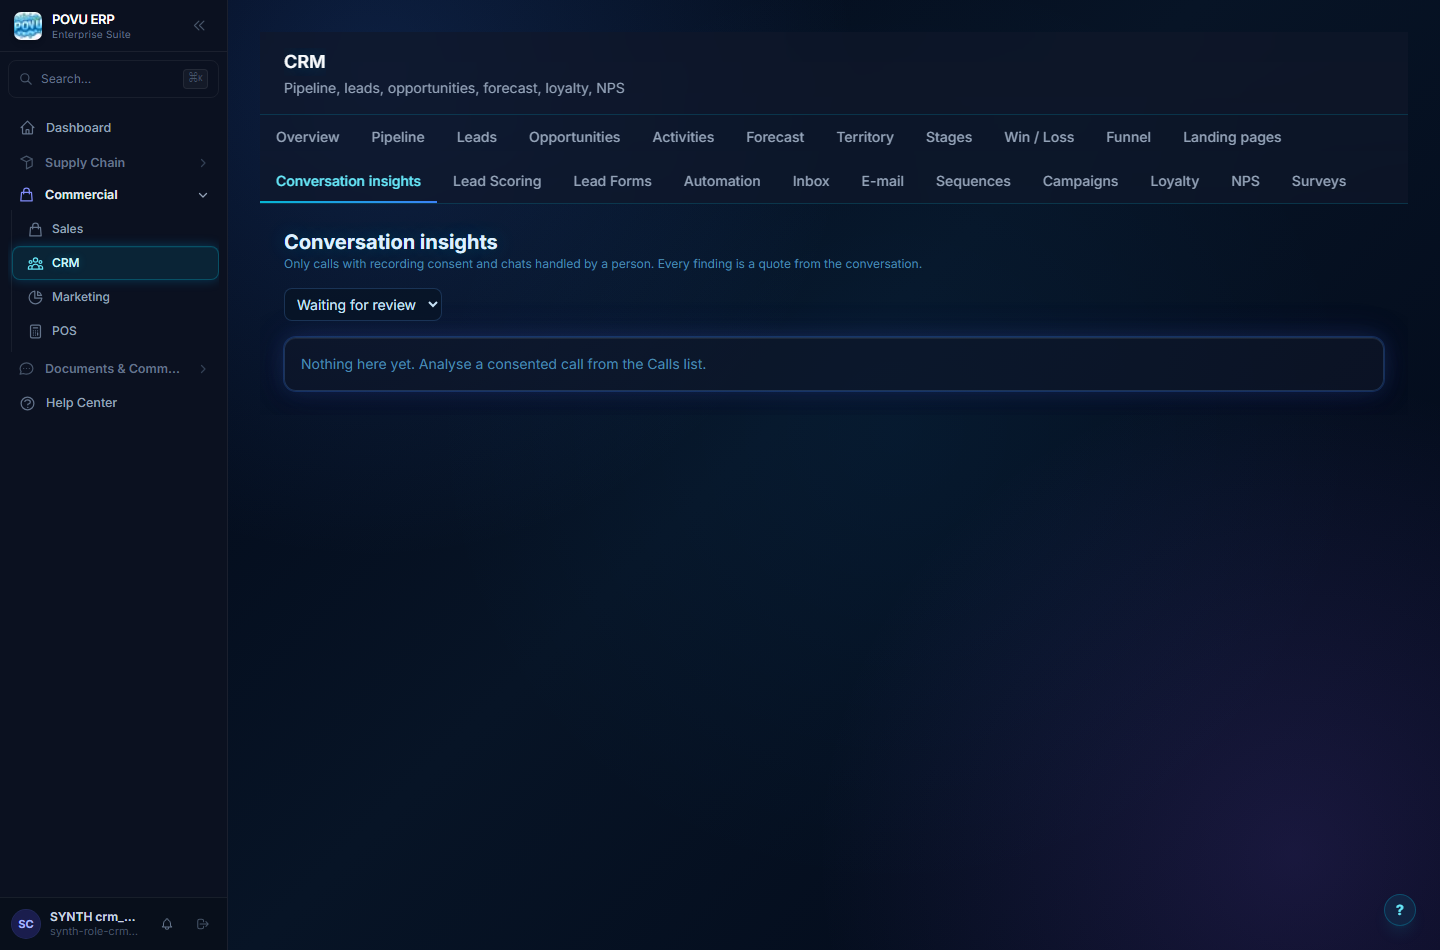 POVU ERP
Enterprise Suite
Search...
⌘K
Dashboard
Supply Chain
Commercial
Sales
CRM
Marketing
POS
Documents & Comm...
Help Center
SC
SYNTH crm_...
synth-role-crm...
CRM
Pipeline, leads, opportunities, forecast, loyalty, NPS
Overview Pipeline Leads Opportunities Activities Forecast Territory Stages Win / Loss Funnel Landing pages
Conversation insights Lead Scoring Lead Forms Automation Inbox E-mail Sequences Campaigns Loyalty NPS Surveys
Conversation insights
Only calls with recording consent and chats handled by a person. Every finding is a quote from the conversation.
Waiting for review
Nothing here yet. Analyse a consented call from the Calls list.
?